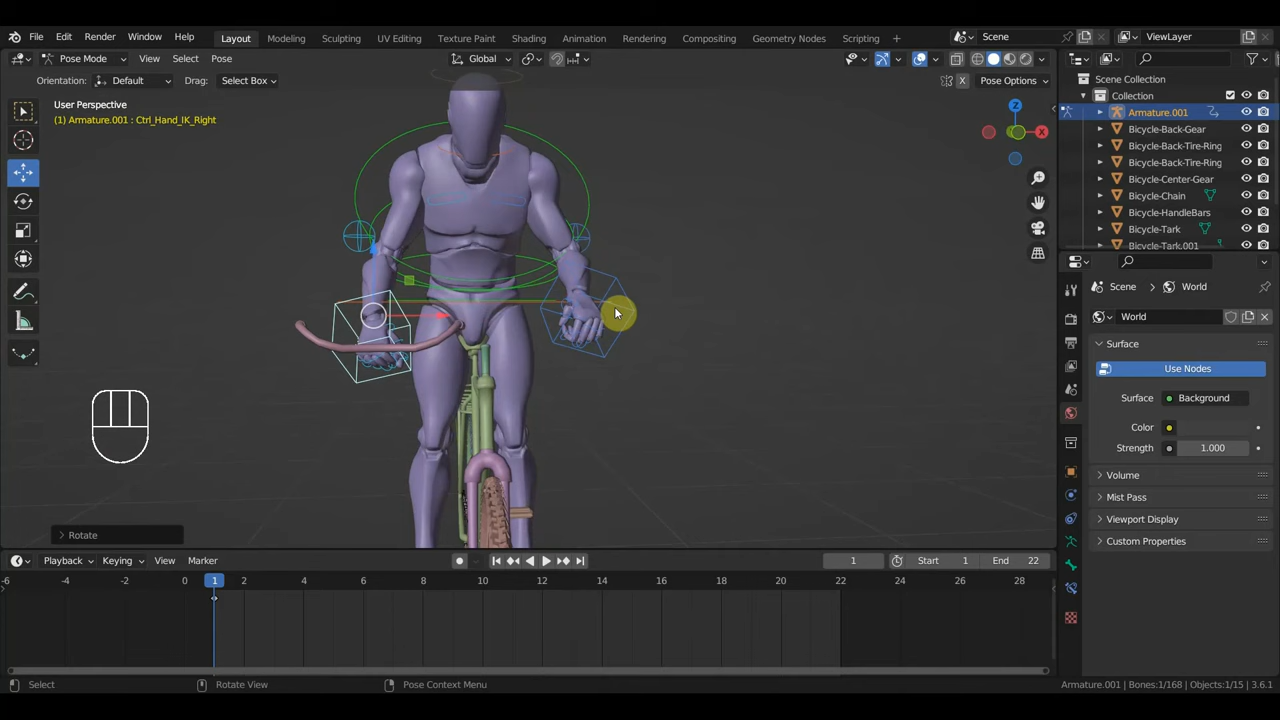 File Edit Render Window Help Layout Modeling Sculpting UV Editing Texture Paint Shading Animation Rendering Compositing Geometry Nodes Scripting + Scene ViewLayer
Pose Mode View Select Pose Global
Orientation: Default Drag: Select Box X Pose Options
User Perspective
(1) Armature.001 : Ctrl_Hand_IK_Right
Z
X
Scene Collection
Collection
Armature.001
Bicycle-Back-Gear
Bicycle-Back-Tire-Ring
Bicycle-Back-Tire-Ring
Bicycle-Center-Gear
Bicycle-Chain
Bicycle-HandleBars
Bicycle-Tark
Bicycle-Tark.001
Scene > World
World
Surface
Use Nodes
Surface Background
Color
Strength 1.000
Volume
Mist Pass
Viewport Display
Custom Properties
Rotate
Playback Keying View Marker 1 Start 1 End 22
-6 -4 -2 0 1 2 4 6 8 10 12 14 16 18 20 22 24 26 28
Select Rotate View Pose Context Menu Armature.001 | Bones:1/168 | Objects:1/15 | 3.6.1